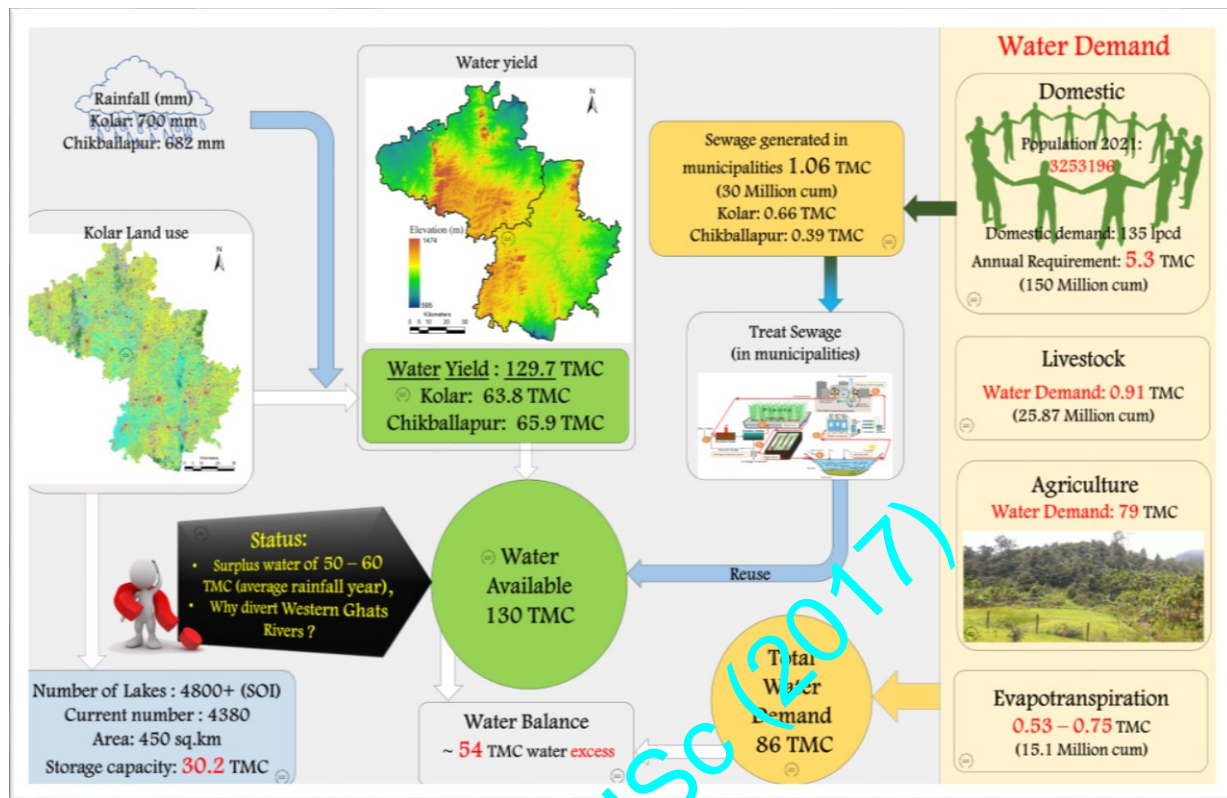 Rainfall (mm)
Kolar: 700 mm
Chikballapur: 682 mm
Kolar Land use
N
Kilometers
Water yield
N
Elevation (m)
1474
595
Kilometers
0 5 10 20 30
Water Yield : 129.7 TMC
Kolar: 63.8 TMC
Chikballapur: 65.9 TMC
Sewage generated in
municipalities 1.06 TMC
(30 Million cum)
Kolar: 0.66 TMC
Chikballapur: 0.39 TMC
Treat Sewage
(in municipalities)
Reuse
Status:
• Surplus water of 50 – 60
TMC (average rainfall year),
• Why divert Western Ghats
Rivers ?
Water
Available
130 TMC
Number of Lakes : 4800+ (SOI)
Current number : 4380
Area: 450 sq.km
Storage capacity: 30.2 TMC
Water Balance
~ 54 TMC water excess
Total
Water
Demand
86 TMC
Water Demand
Domestic
Population 2021:
3253196
Domestic demand: 135 lpcd
Annual Requirement: 5.3 TMC
(150 Million cum)
Livestock
Water Demand: 0.91 TMC
(25.87 Million cum)
Agriculture
Water Demand: 79 TMC
Evapotranspiration
0.53 – 0.75 TMC
(15.1 Million cum)
(2017)